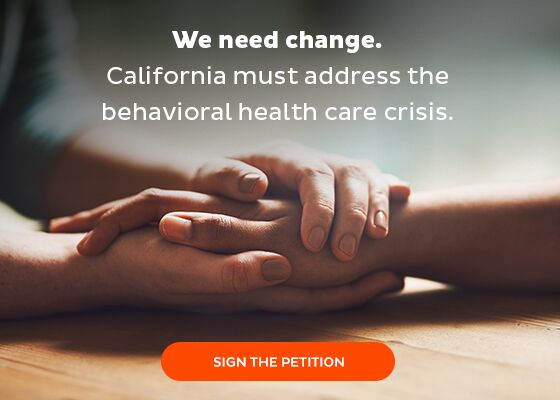 We need change.
California must address the
behavioral health care crisis.
SIGN THE PETITION